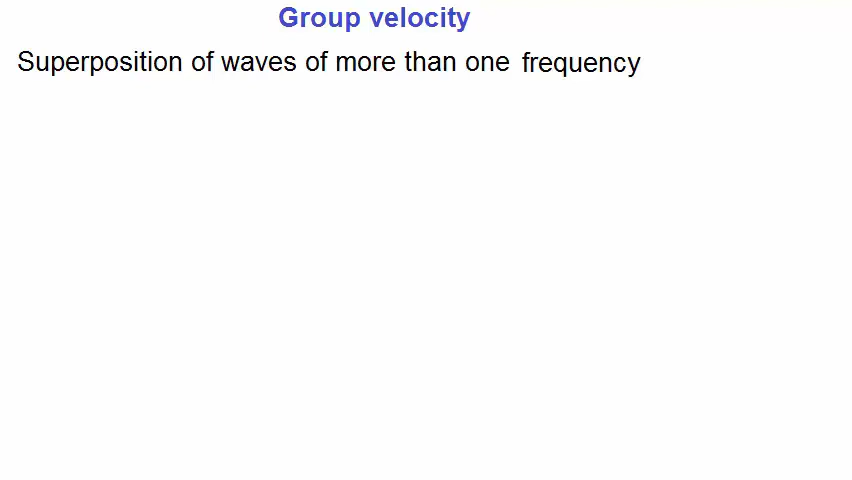 Group velocity
Superposition of waves of more than one frequency